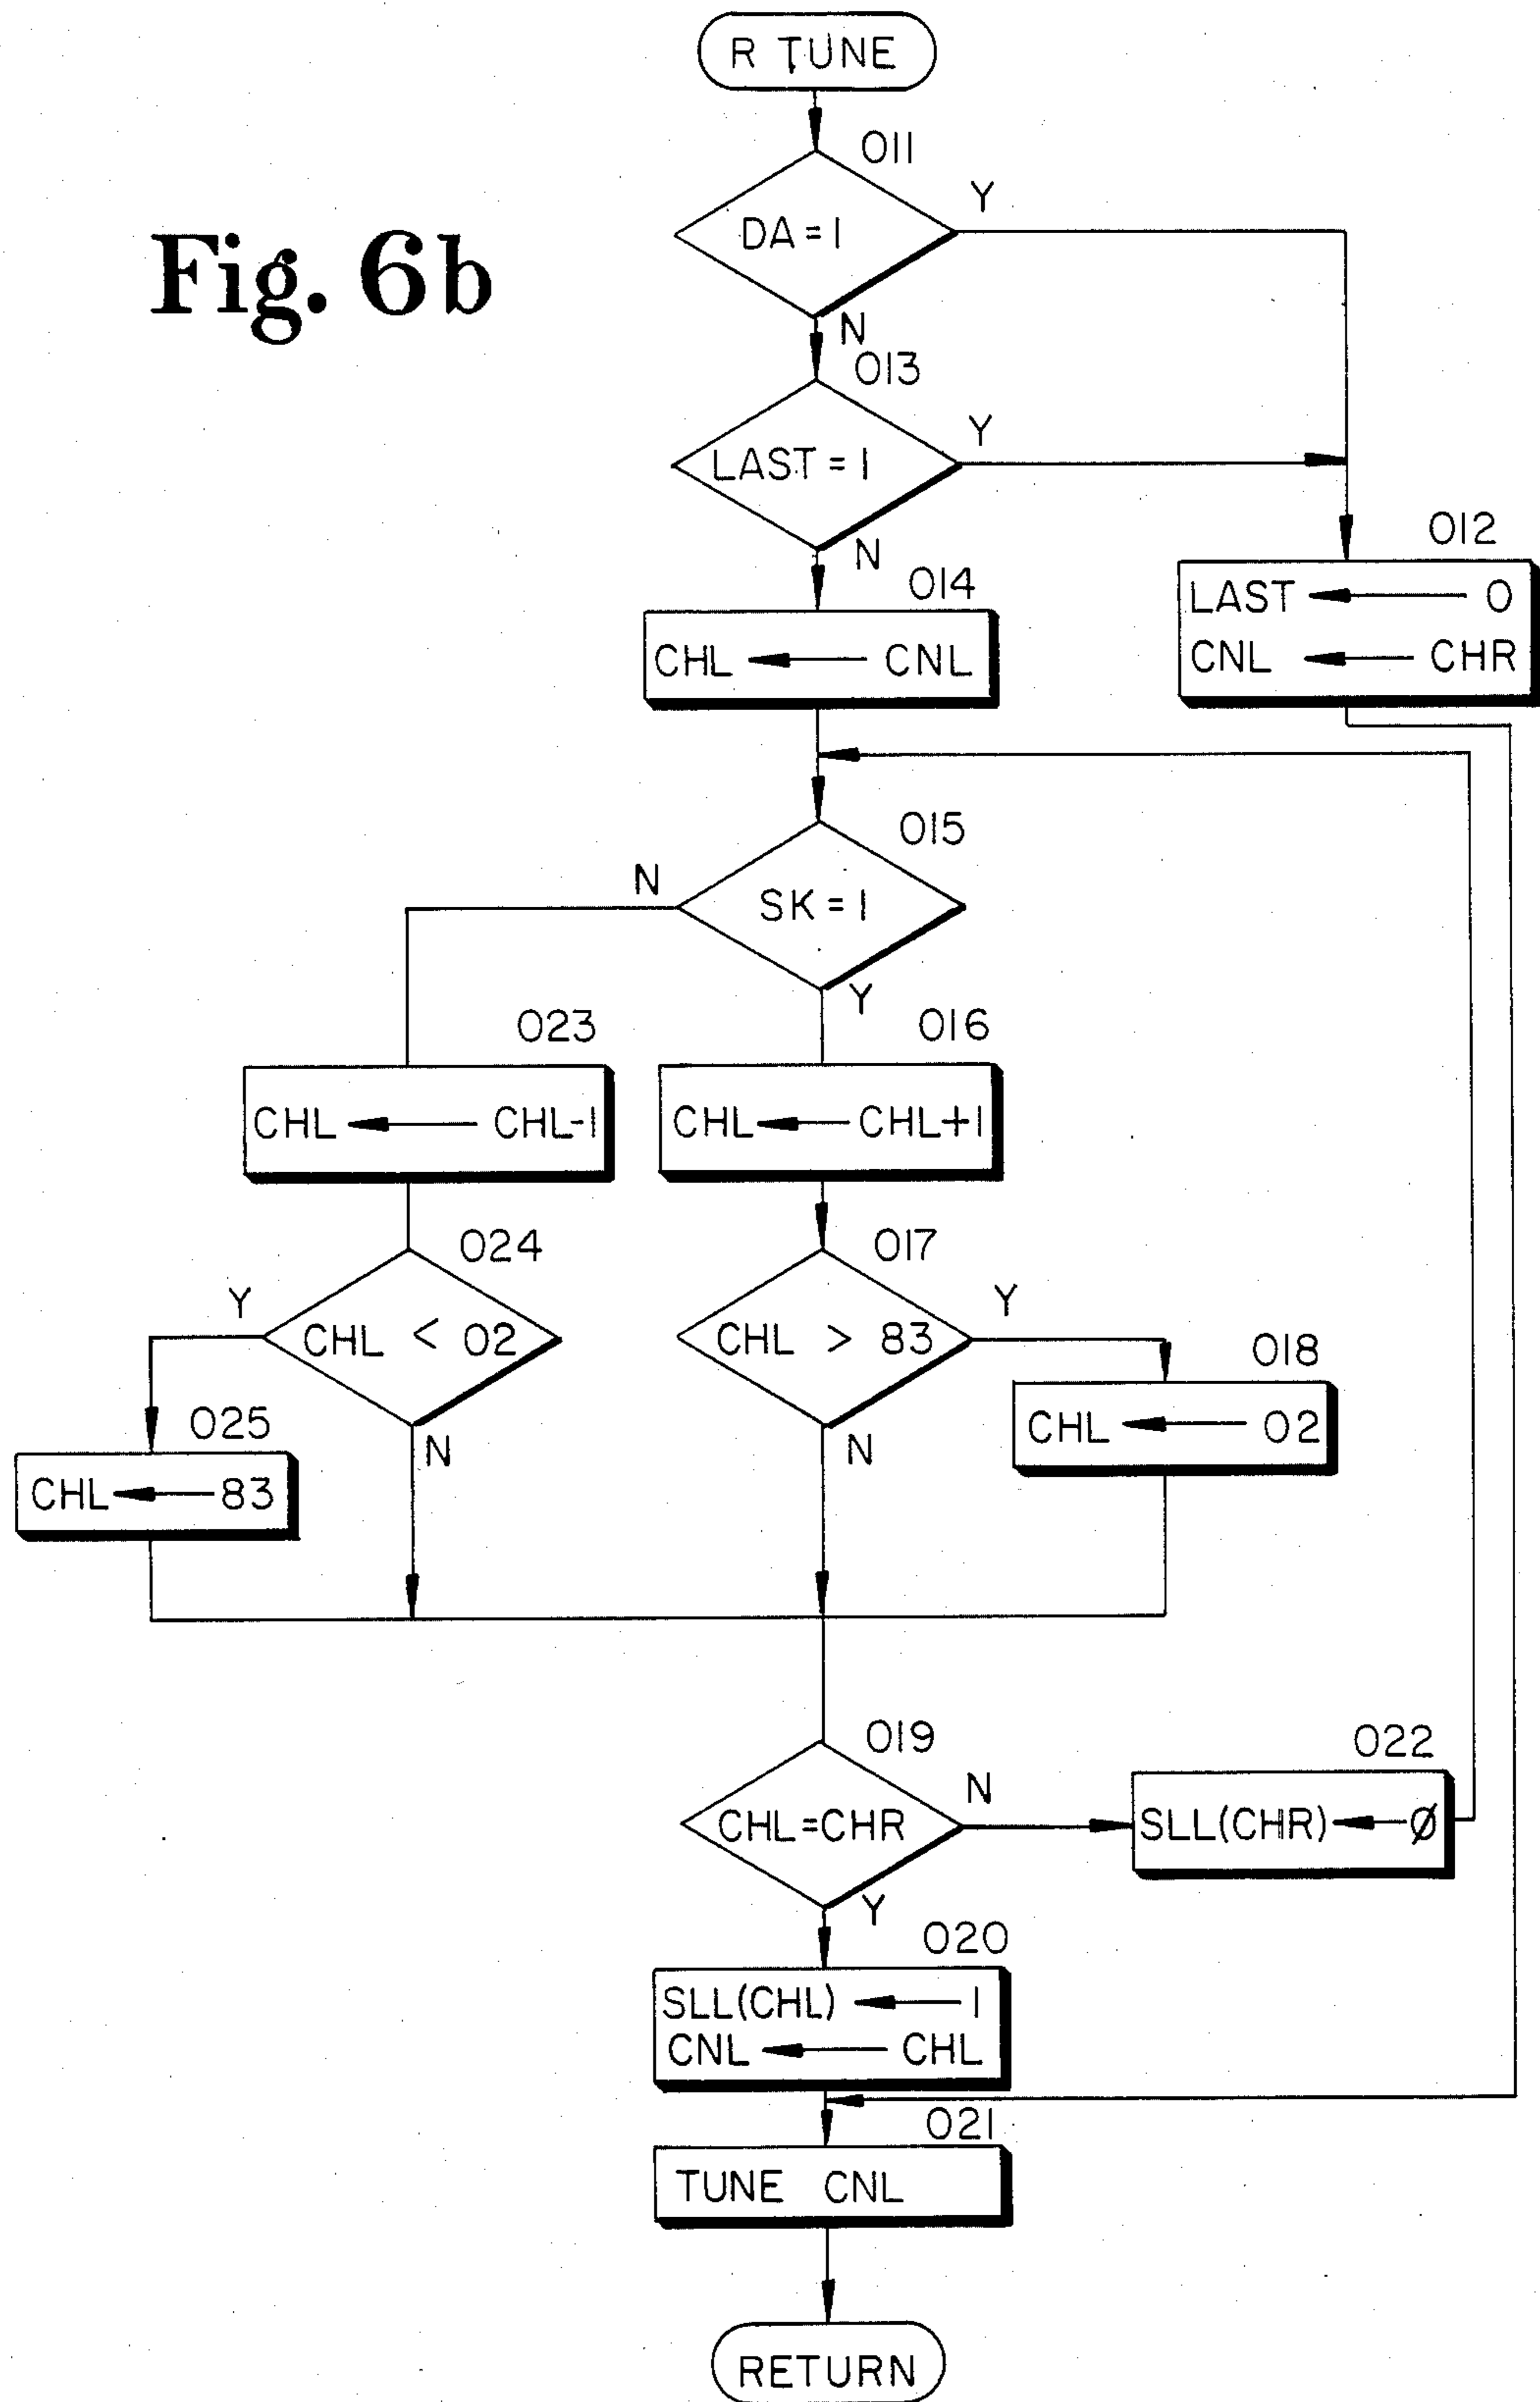 R TUNE
011
DA=1
Y
Fig. 6b
N
013
LAST=1
Y
N
012
LAST ← 0
CNL ← CHR
014
CHL ← CNL
015
N
SK=1
Y
023
016
CHL ← CHL-1
CHL ← CHL+1
024
017
Y
CHL < 02
CHL > 83
Y
018
CHL ← 02
025
N
N
CHL ← 83
019
022
CHL=CHR
N
SLL(CHR) ← Ø
Y
020
SLL(CHL) ← 1
CNL ← CHL
021
TUNE CNL
RETURN